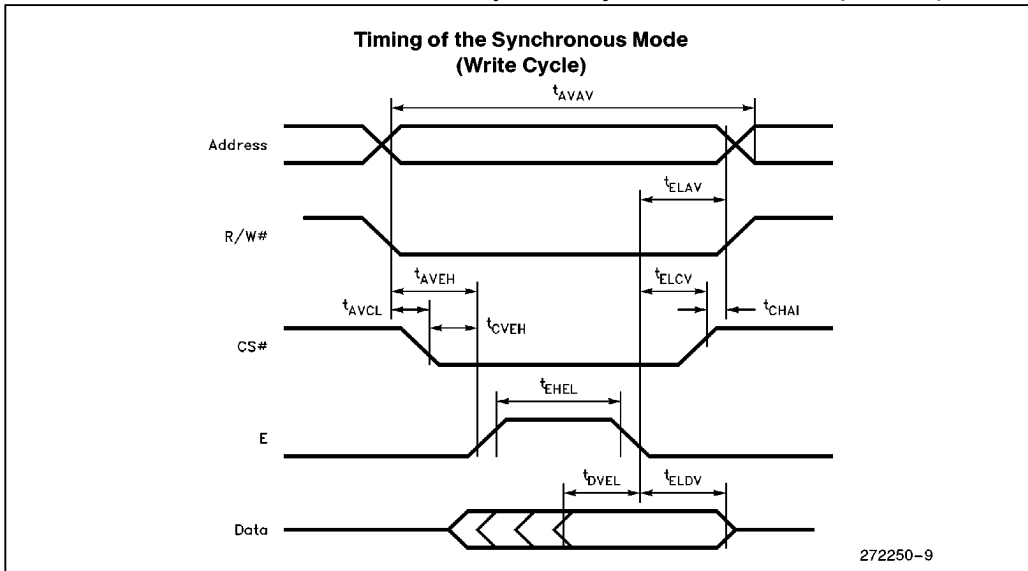 Timing of the Synchronous Mode
(Write Cycle)
tAVAV
Address
tELAV
R/W#
tAVEH
tELCV
tAVCL
tCVEH
tCHAI
CS#
tEHEL
E
tDVEL
tELDV
Data
272250-9